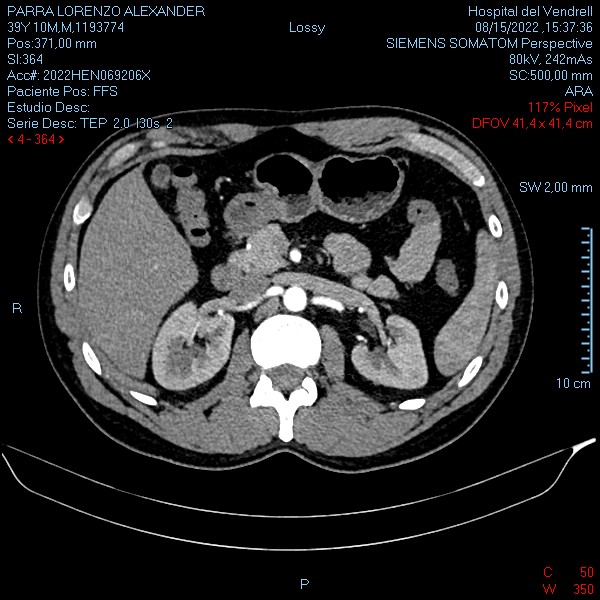 PARRA LORENZO ALEXANDER
39Y 10M,M,1193774
Pos:371,00 mm
SI:364
Acc#: 2022HEN069206X
Paciente Pos: FFS
Estudio Desc:
Serie Desc: TEP 2.0 I30s 2
< 4 - 364 >
Lossy
Hospital del Vendrell
08/15/2022 ,15:37:36
SIEMENS SOMATOM Perspective
80kV, 242mAs
SC:500,00 mm
ARA
117% Pixel
DFOV 41,4 x 41,4 cm
SW 2,00 mm
R
10 cm
P
C 50
W 350